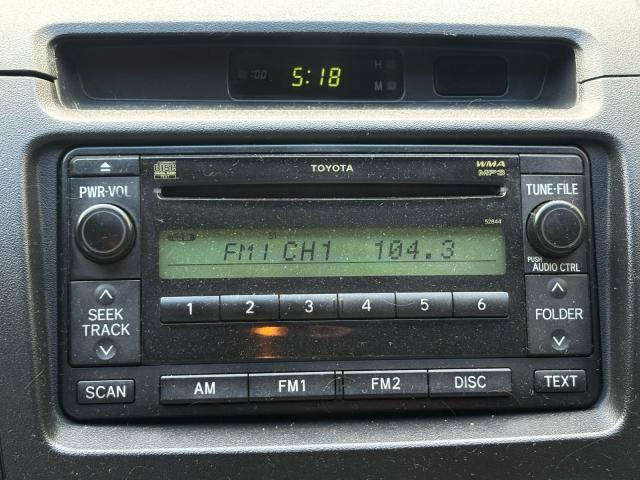 :00 5:18 H
M
TOYOTA WMA
MP3
PWR-VOL TUNE-FILE
52844
ST
FM1 CH1 104.3
PUSH
AUDIO CTRL
SEEK
TRACK
1 2 3 4 5 6
FOLDER
SCAN AM FM1 FM2 DISC TEXT